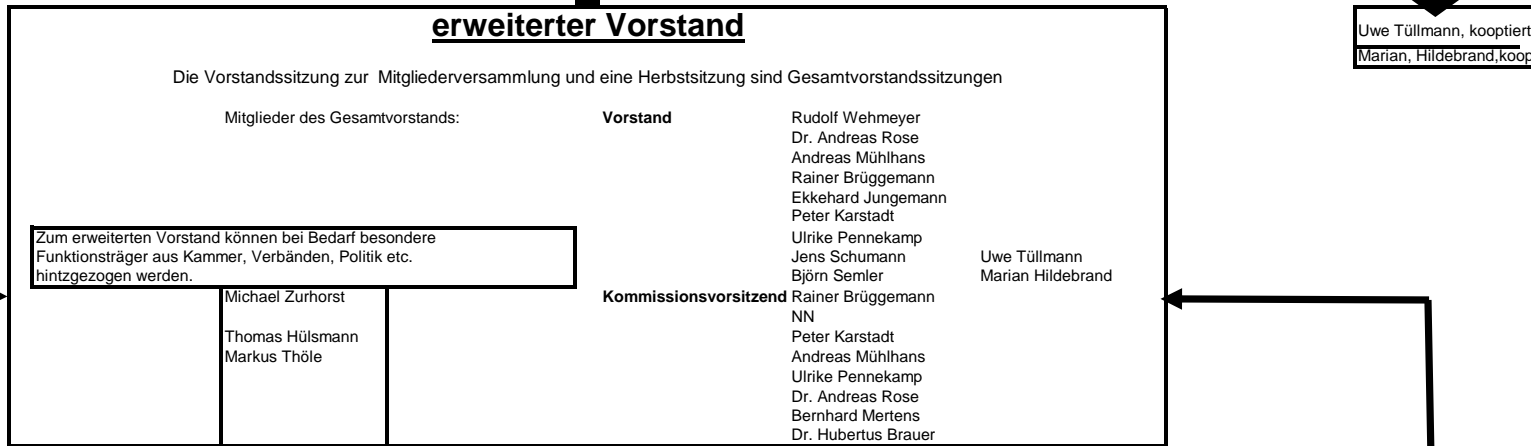 erweiterter Vorstand
Die Vorstandssitzung zur Mitgliederversammlung und eine Herbstsitzung sind Gesamtvorstandssitzungen
Mitglieder des Gesamtvorstands: Vorstand Rudolf Wehmeyer
Dr. Andreas Rose
Andreas Mühlhans
Rainer Brüggemann
Ekkehard Jungemann
Peter Karstadt
Ulrike Pennekamp
Jens Schumann Uwe Tüllmann
Björn Semler Marian Hildebrand
Zum erweiterten Vorstand können bei Bedarf besondere
Funktionsträger aus Kammer, Verbänden, Politik etc.
hintzgezogen werden.
Michael Zurhorst Kommissionsvorsitzend Rainer Brüggemann
NN
Thomas Hülsmann Peter Karstadt
Markus Thöle Andreas Mühlhans
Ulrike Pennekamp
Dr. Andreas Rose
Bernhard Mertens
Dr. Hubertus Brauer
Uwe Tüllmann, kooptiert
Marian, Hildebrand,koop